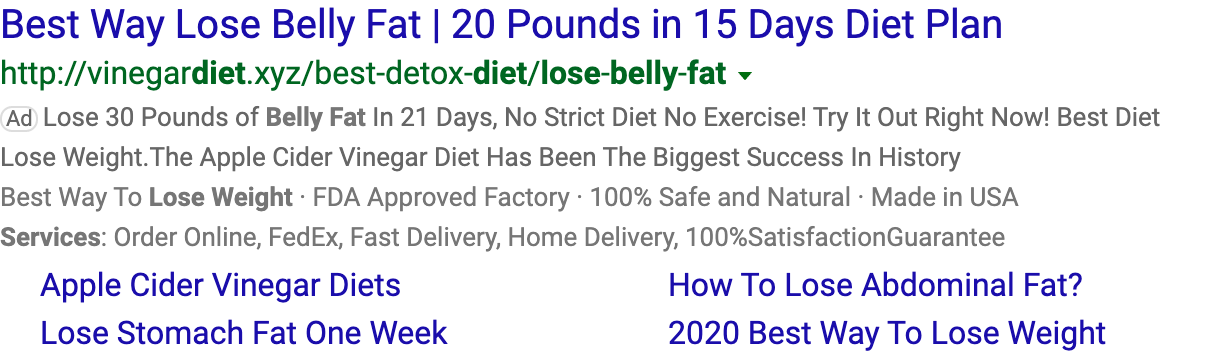 Best Way Lose Belly Fat | 20 Pounds in 15 Days Diet Plan
http://vinegardiet.xyz/best-detox-diet/lose-belly-fat
Ad Lose 30 Pounds of Belly Fat In 21 Days, No Strict Diet No Exercise! Try It Out Right Now! Best Diet
Lose Weight.The Apple Cider Vinegar Diet Has Been The Biggest Success In History
Best Way To Lose Weight · FDA Approved Factory · 100% Safe and Natural · Made in USA
Services: Order Online, FedEx, Fast Delivery, Home Delivery, 100%SatisfactionGuarantee
Apple Cider Vinegar Diets
How To Lose Abdominal Fat?
Lose Stomach Fat One Week
2020 Best Way To Lose Weight